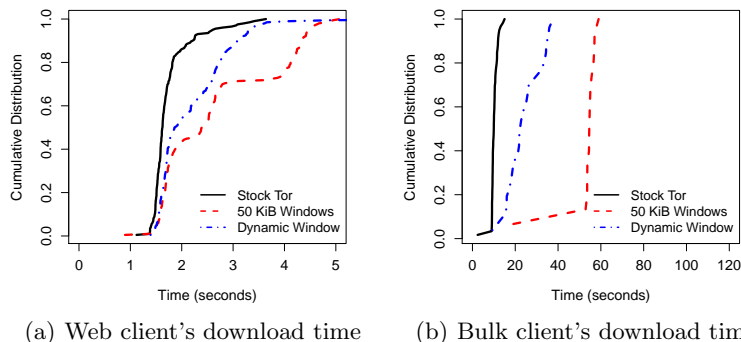 Cumulative Distribution
1.0
0.8
0.6
0.4
0.2
0.0
Stock Tor
50 KiB Windows
Dynamic Window
0 1 2 3 4 5
Time (seconds)
(a) Web client's download time
Cumulative Distribution
1.0
0.8
0.6
0.4
0.2
0.0
Stock Tor
50 KiB Windows
Dynamic Window
0 20 40 60 80 100 120
Time (seconds)
(b) Bulk client's download tim